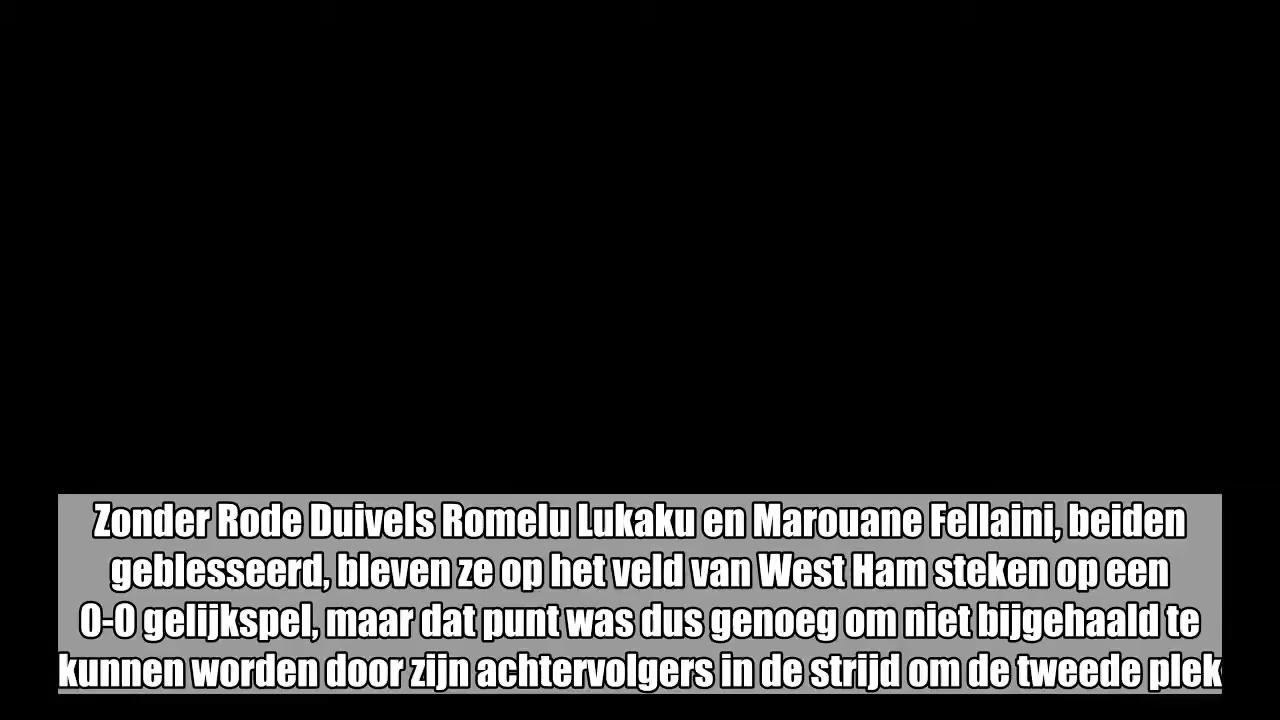 Zonder Rode Duivels Romelu Lukaku en Marouane Fellaini, beiden
geblesseerd, bleven ze op het veld van West Ham steken op een
0-0 gelijkspel, maar dat punt was dus genoeg om niet bijgehaald te
kunnen worden door zijn achtervolgers in de strijd om de tweede plek